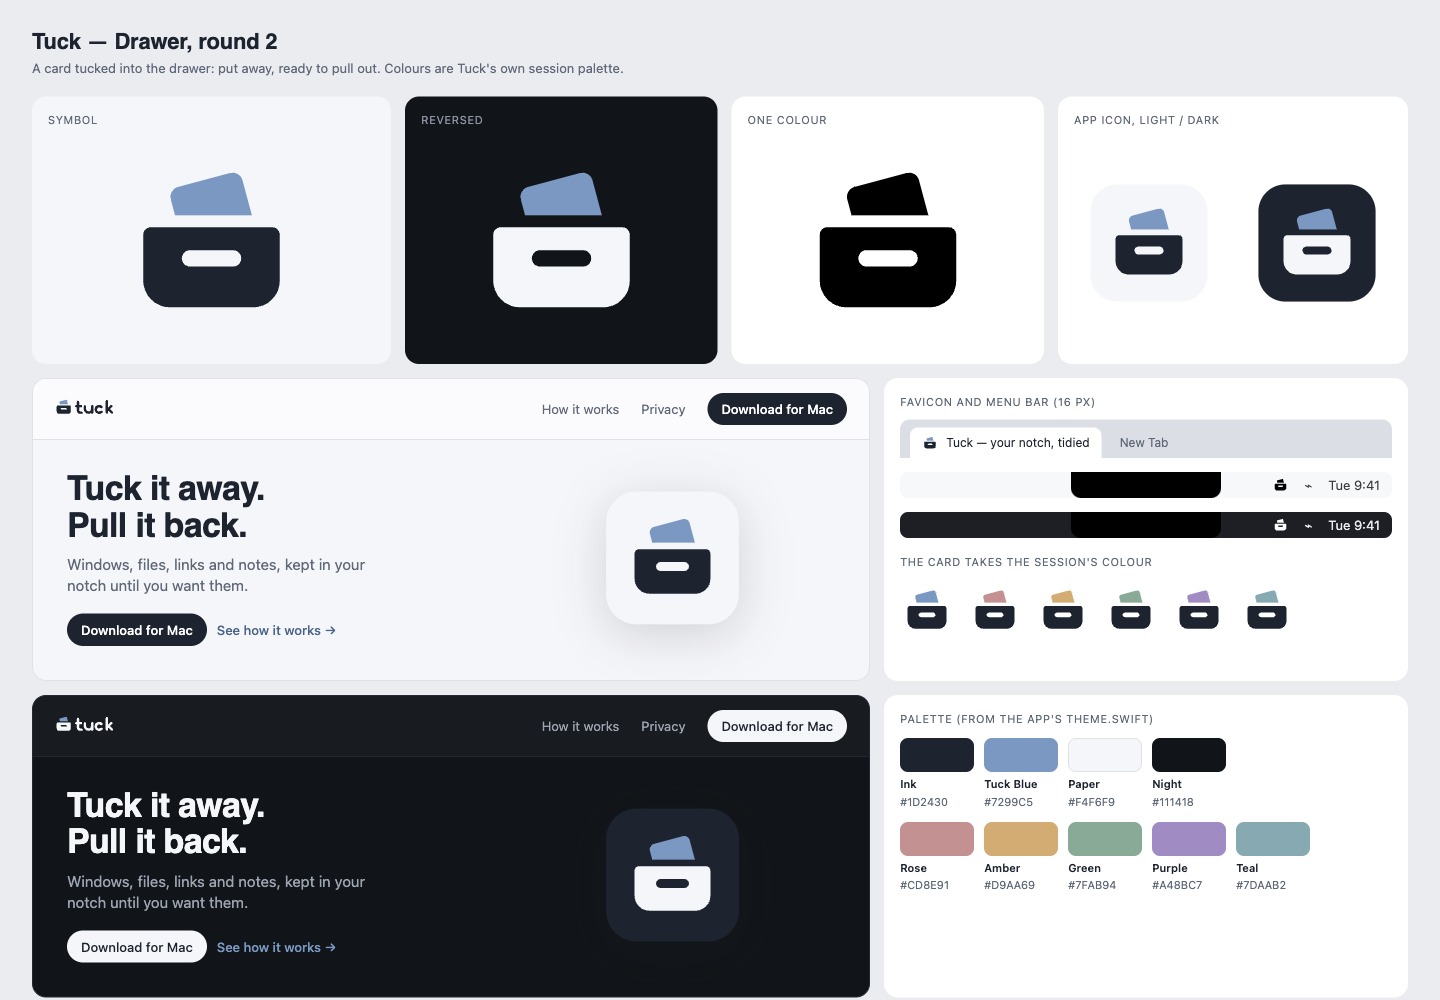 Tuck — Drawer, round 2
A card tucked into the drawer: put away, ready to pull out. Colours are Tuck's own session palette.
SYMBOL
REVERSED
ONE COLOUR
APP ICON, LIGHT / DARK
tuck
How it works
Privacy
Download for Mac
Tuck it away.
Pull it back.
Windows, files, links and notes, kept in your
notch until you want them.
Download for Mac
See how it works →
FAVICON AND MENU BAR (16 PX)
Tuck — your notch, tidied
New Tab
Tue 9:41
Tue 9:41
THE CARD TAKES THE SESSION'S COLOUR
tuck
How it works
Privacy
Download for Mac
Tuck it away.
Pull it back.
Windows, files, links and notes, kept in your
notch until you want them.
Download for Mac
See how it works →
PALETTE (FROM THE APP'S THEME.SWIFT)
Ink
#1D2430
Tuck Blue
#7299C5
Paper
#F4F6F9
Night
#111418
Rose
#CD8E91
Amber
#D9AA69
Green
#7FAB94
Purple
#A48BC7
Teal
#7DAAB2